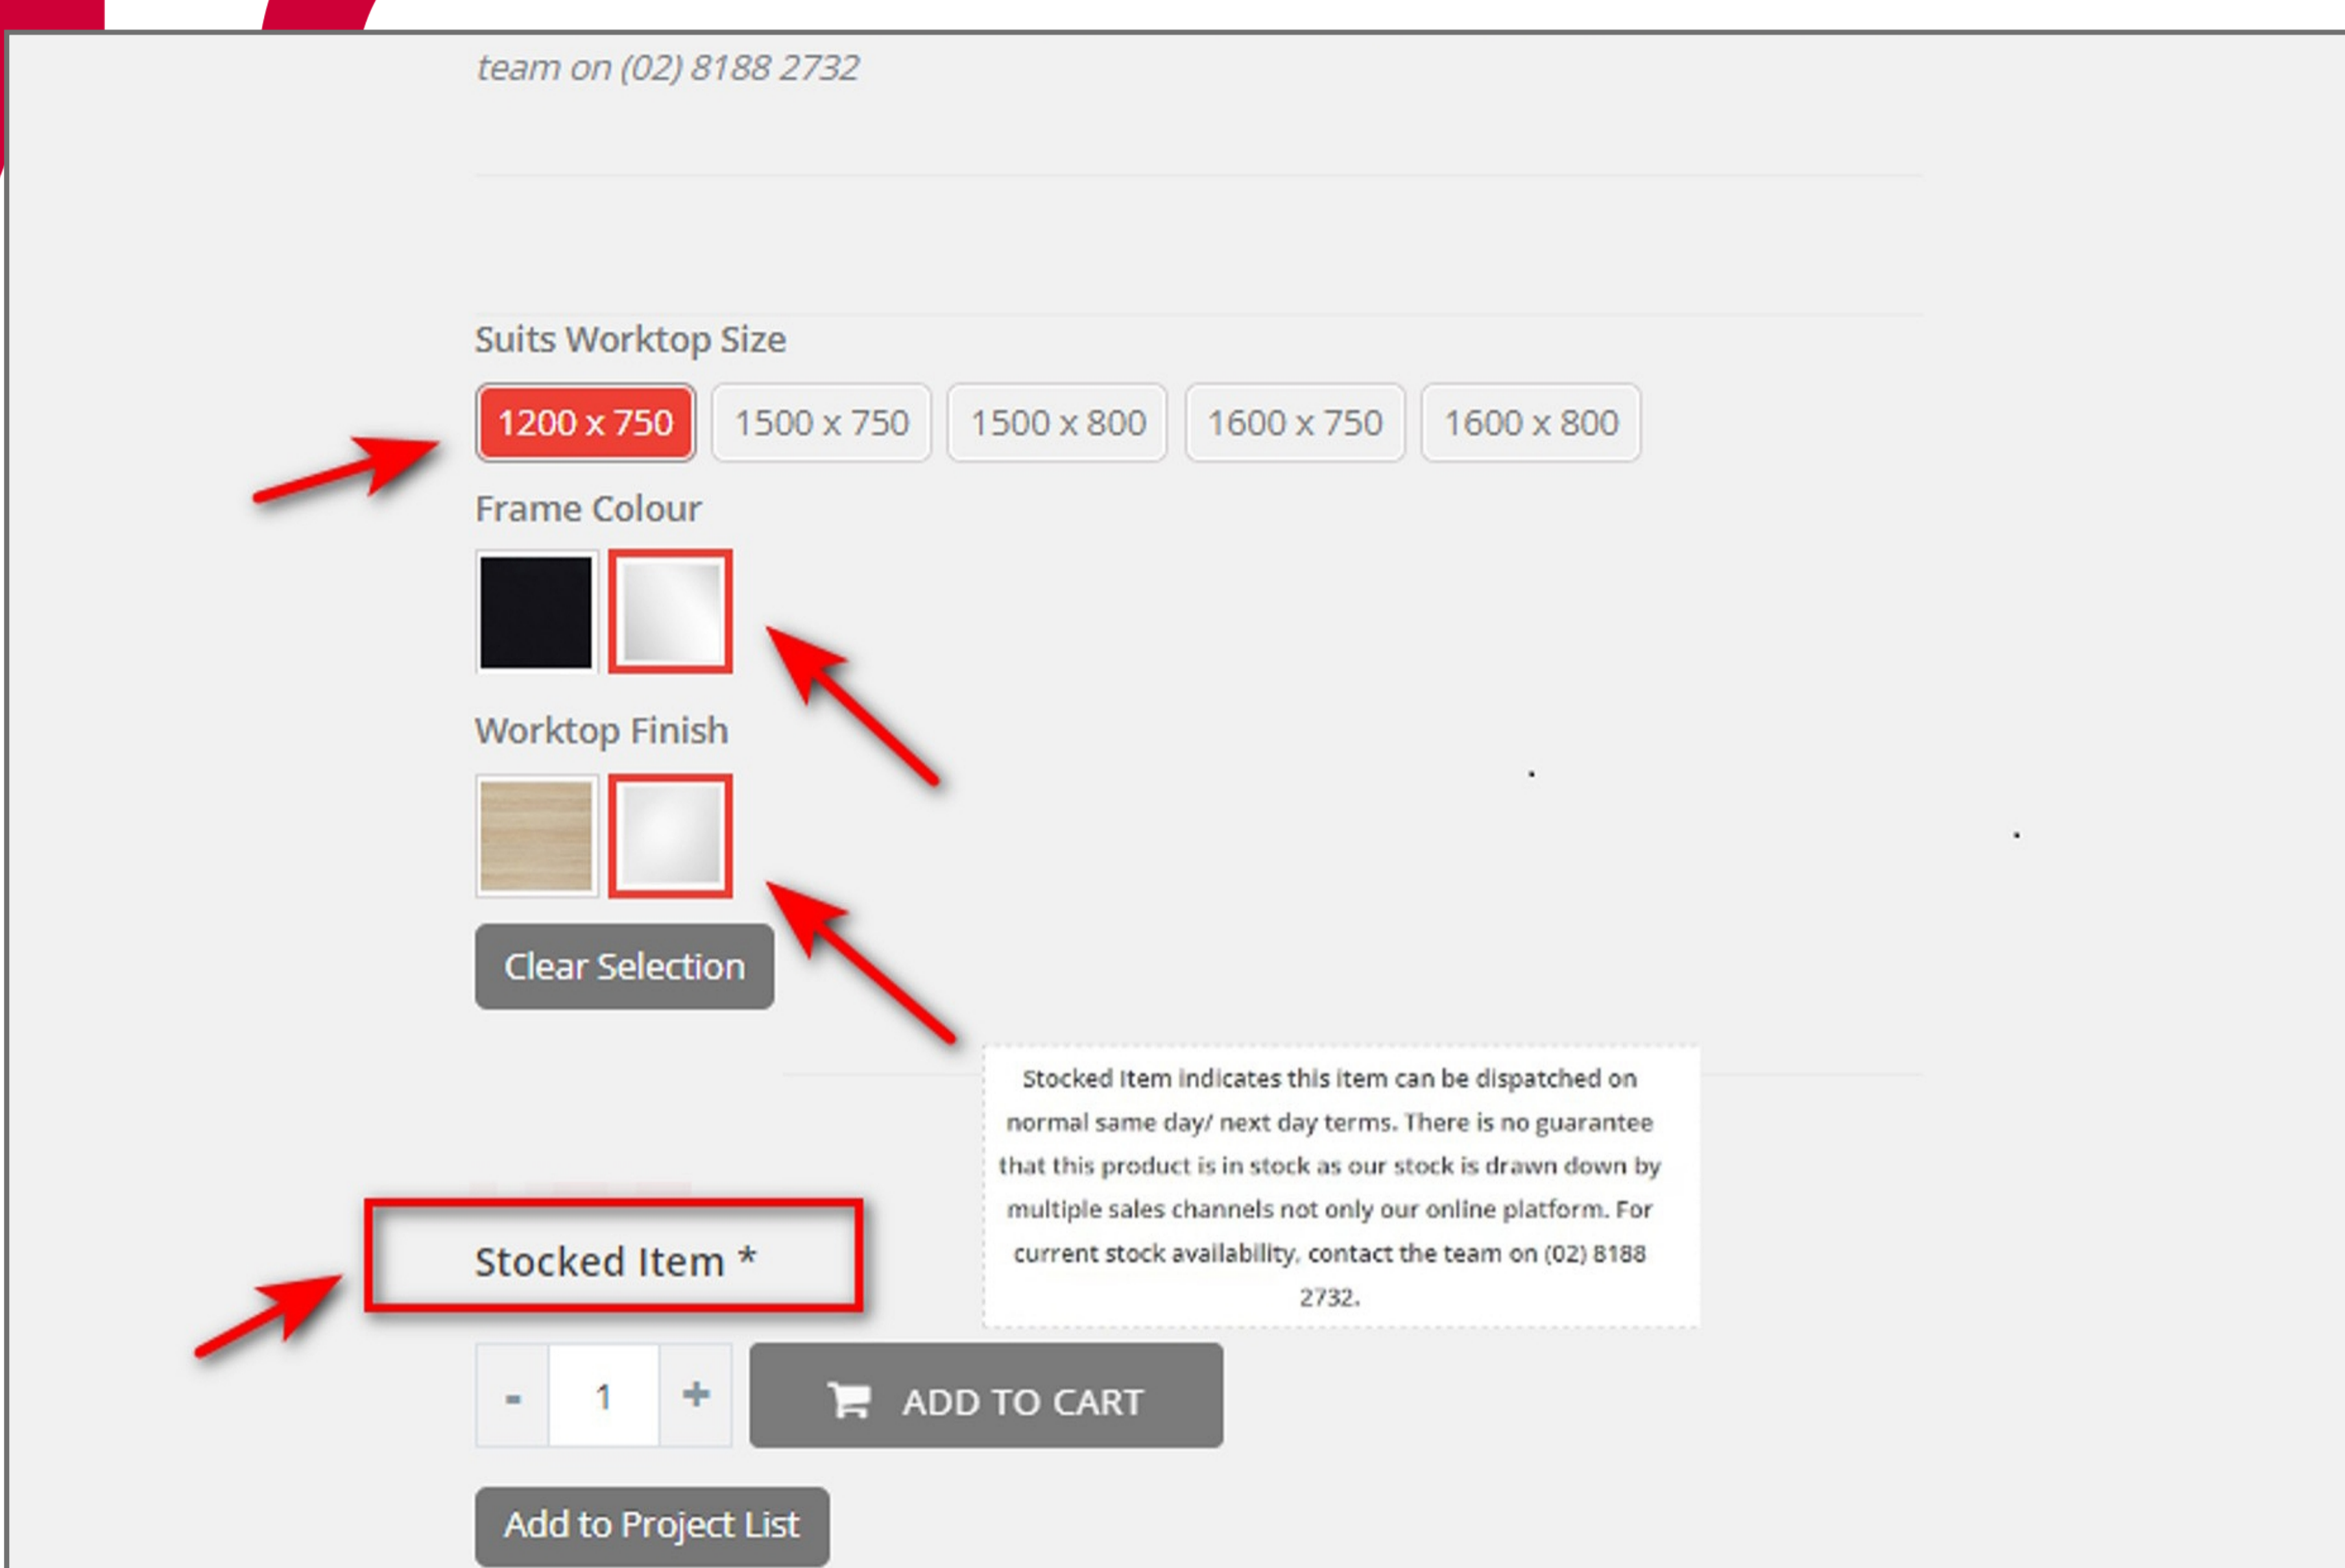 team on (02) 8188 2732
Suits Worktop Size
1200 x 750 1500 x 750 1500 x 800 1600 x 750 1600 x 800
Frame Colour
Worktop Finish
Clear Selection
Stocked Item indicates this item can be dispatched on
normal same day/ next day terms. There is no guarantee
that this product is in stock as our stock is drawn down by
multiple sales channels not only our online platform. For
current stock availability, contact the team on (02) 8188
2732.
Stocked Item *
- 1 + ADD TO CART
Add to Project List